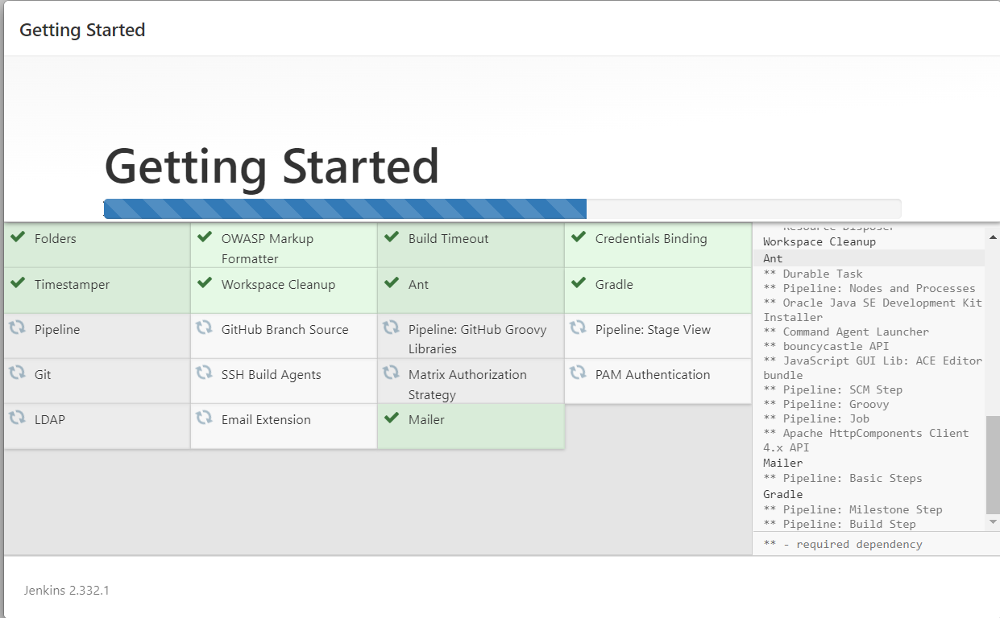 Getting Started
Getting Started
Folders
OWASP Markup
Formatter
Build Timeout
Credentials Binding
Timestamper
Workspace Cleanup
Ant
Gradle
Pipeline
GitHub Branch Source
Pipeline: GitHub Groovy
Libraries
Pipeline: Stage View
Git
SSH Build Agents
Matrix Authorization
Strategy
PAM Authentication
LDAP
Email Extension
Mailer
Resource Disposer
Workspace Cleanup
Ant
** Durable Task
** Pipeline: Nodes and Processes
** Oracle Java SE Development Kit
Installer
** Command Agent Launcher
** bouncycastle API
** JavaScript GUI Lib: ACE Editor
bundle
** Pipeline: SCM Step
** Pipeline: Groovy
** Pipeline: Job
** Apache HttpComponents Client
4.x API
Mailer
** Pipeline: Basic Steps
Gradle
** Pipeline: Milestone Step
** Pipeline: Build Step
** - required dependency
Jenkins 2.332.1